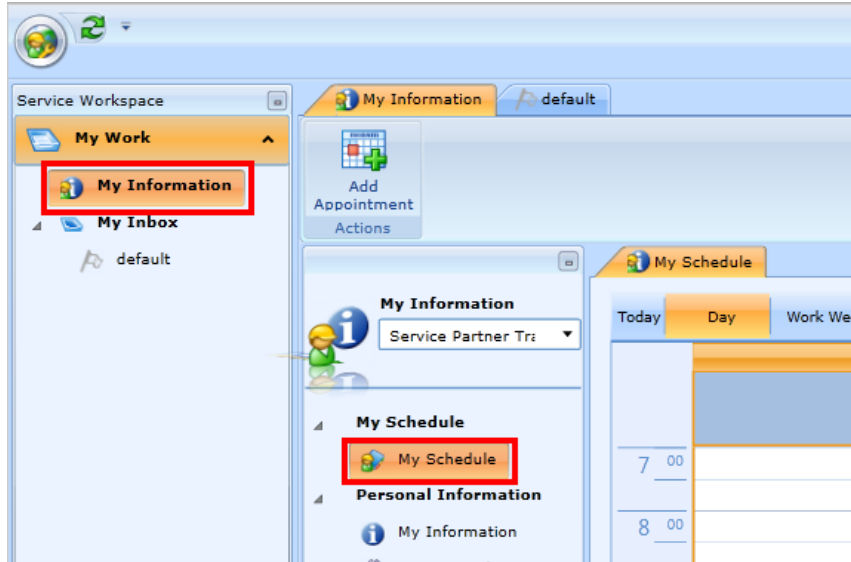 Service Workspace
My Work
My Information
My Inbox
default
My Information
default
Add
Appointment
Actions
My Information
Service Partner Tra
My Schedule
My Schedule
Personal Information
My Information
My Schedule
Today
Day
Work We
7 00
8 00